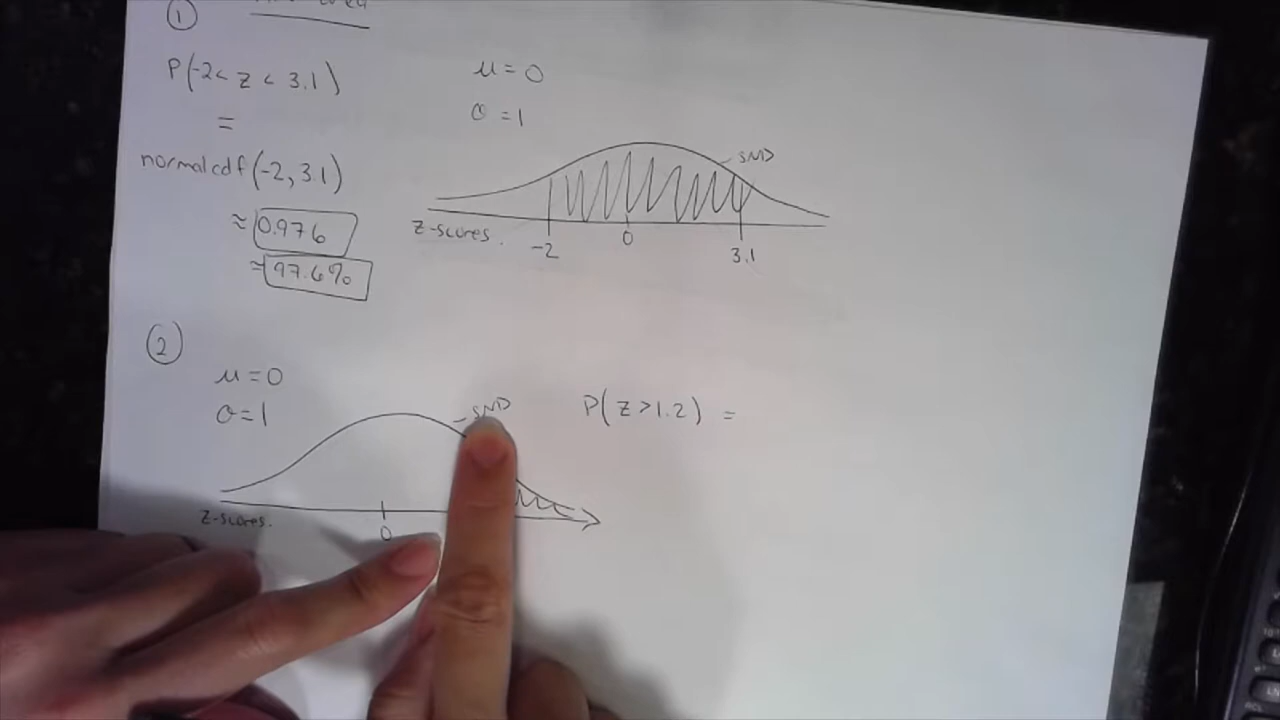 ①
P(-2< z < 3.1)
=
normalcdf(-2, 3.1)
≈ 0.976
≈ 97.6%
μ = 0
σ = 1
SND
z-scores.
-2
0
3.1
②
μ = 0
σ = 1
SND
P(z > 1.2) =
z-scores.
0